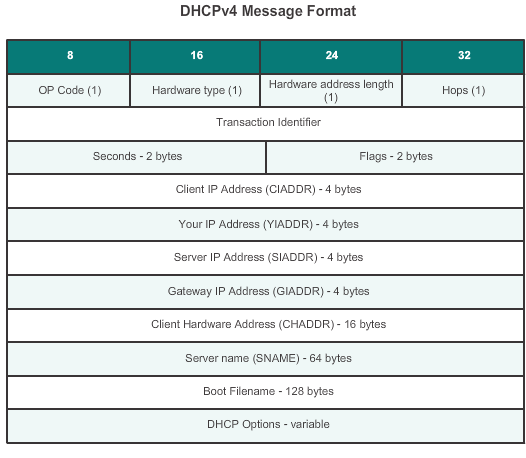 DHCPv4 Message Format
8 16 24 32
OP Code (1) Hardware type (1) Hardware address length (1) Hops (1)
Transaction Identifier
Seconds - 2 bytes Flags - 2 bytes
Client IP Address (CIADDR) - 4 bytes
Your IP Address (YIADDR) - 4 bytes
Server IP Address (SIADDR) - 4 bytes
Gateway IP Address (GIADDR) - 4 bytes
Client Hardware Address (CHADDR) - 16 bytes
Server name (SNAME) - 64 bytes
Boot Filename - 128 bytes
DHCP Options - variable